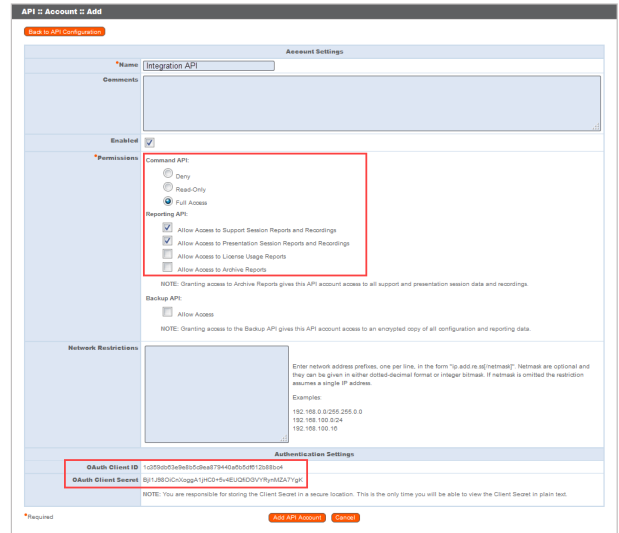 API :: Account :: Add
Back to API Configuration
Account Settings
*Name Integration API
Comments
Enabled
*Permissions Command API:
Deny
Read-Only
Full Access
Reporting API:
Allow Access to Support Session Reports and Recordings
Allow Access to Presentation Session Reports and Recordings
Allow Access to License Usage Reports
Allow Access to Archive Reports
NOTE: Granting access to Archive Reports gives this API account access to all support and presentation session data and recordings.
Backup API:
Allow Access
NOTE: Granting access to the Backup API gives this API account access to an encrypted copy of all configuration and reporting data.
Network Restrictions
Enter network address prefixes, one per line, in the form "ip.add.re.ss[/netmask]". Netmask are optional and
they can be given in either dotted-decimal format or integer bitmask. If netmask is omitted the restriction
assumes a single IP address.
Examples:
192.168.0.0/255.255.0.0
192.168.100.0/24
192.168.100.16
Authentication Settings
OAuth Client ID
OAuth Client Secret
NOTE: You are responsible for storing the Client Secret in a secure location. This is the only time you will be able to view the Client Secret in plain text.
*Required
Add API Account Cancel